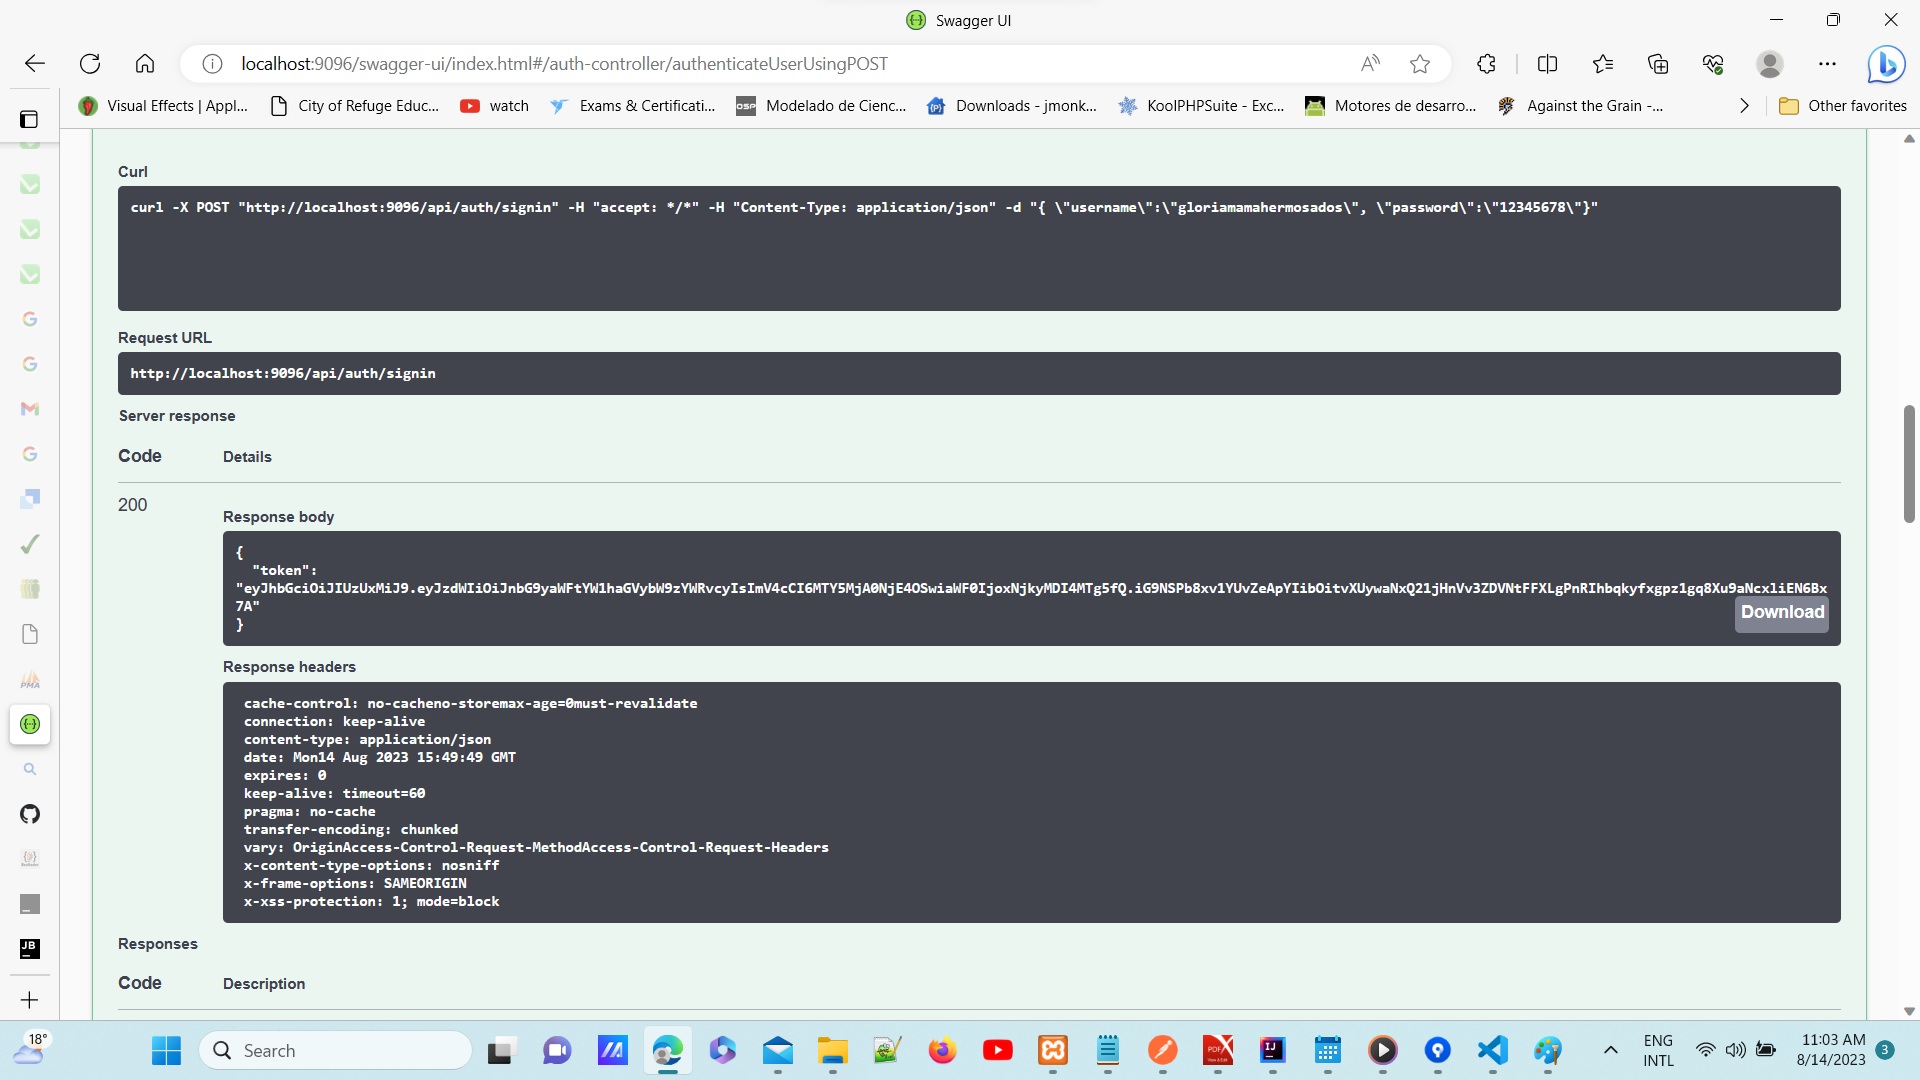 Swagger UI
localhost:9096/swagger-ui/index.html#/auth-controller/authenticateUserUsingPOST
Visual Effects | Appl... City of Refuge Educ... watch Exams & Certificati... Modelado de Cienc... Downloads - jmonk... KoolPHPSuite - Exc... Motores de desarro... Against the Grain -... Other favorites
Curl
curl -X POST "http://localhost:9096/api/auth/signin" -H "accept: */*" -H "Content-Type: application/json" -d "{ \"username\":\"gloriamamahermosados\", \"password\":\"12345678\"}"
Request URL
http://localhost:9096/api/auth/signin
Server response
Code Details
200
Response body
{
"token":
"eyJhbGciOiJIUzUxMiJ9.eyJzdWIiOiJnbG9yaWFtYW1haGVybW9zYWRvcyIsImV4cCI6MTY5MjA0NjE4OSwiaWF0IjoxNjkyMDI4MTg5fQ.iG9NSPb8xv1YUvZeApYIibOitvXUywaNxQ21jHnVv3ZDVNtFFXLgPnRIhbqkyfxgpz1gq8Xu9aNcxliEN6Bx
7A"
}
Download
Response headers
cache-control: no-cacheno-storemax-age=0must-revalidate
connection: keep-alive
content-type: application/json
date: Mon14 Aug 2023 15:49:49 GMT
expires: 0
keep-alive: timeout=60
pragma: no-cache
transfer-encoding: chunked
vary: OriginAccess-Control-Request-MethodAccess-Control-Request-Headers
x-content-type-options: nosniff
x-frame-options: SAMEORIGIN
x-xss-protection: 1; mode=block
Responses
Code Description
18°
Search
ENG
INTL
11:03 AM
8/14/2023
3